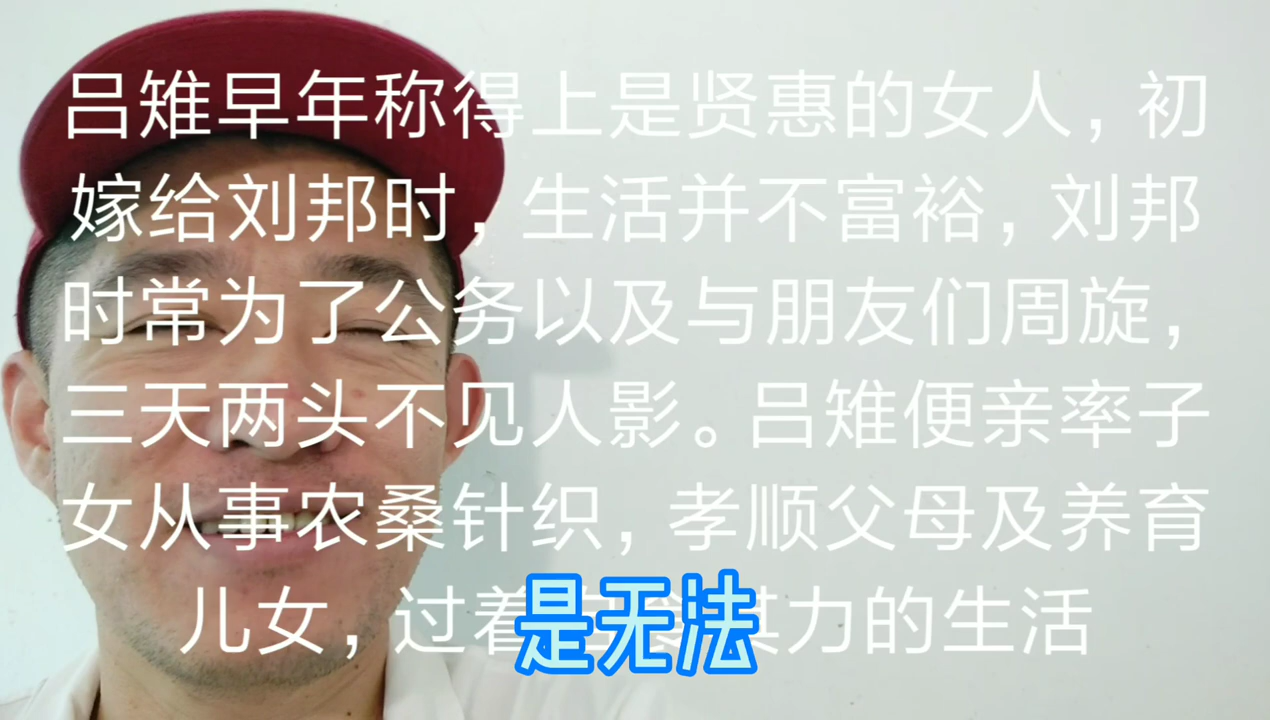 吕雉早年称得上是贤惠的女人，初
嫁给刘邦时，生活并不富裕，刘邦
时常为了公务以及与朋友们周旋，
三天两头不见人影。吕雉便亲率子
女从事农桑针织，孝顺父母及养育
儿女，过着其力的生活
是无法